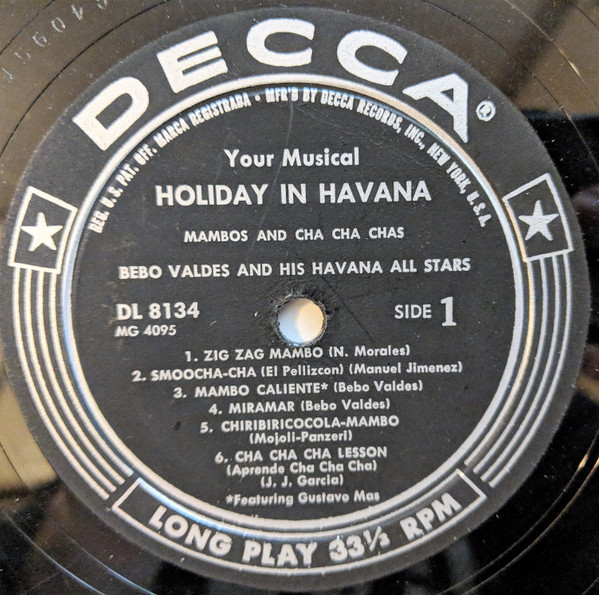 DECCA®
REG. U.S. PAT. OFF. MARCA REGISTRADA • MFR'D BY DECCA RECORDS, INC., NEW YORK, U.S.A.
Your Musical
HOLIDAY IN HAVANA
MAMBOS AND CHA CHA CHAS
BEBO VALDES AND HIS HAVANA ALL STARS
DL 8134
MG 4095
SIDE 1
1. ZIG ZAG MAMBO (N. Morales)
2. SMOOCHA-CHA (El Pellizcon) (Manuel Jimenez)
3. MAMBO CALIENTE* (Bebo Valdes)
4. MIRAMAR (Bebo Valdes)
5. CHIRIBIRICOCOLA-MAMBO
(Mojoli-Panzeri)
6. CHA CHA CHA LESSON
(Aprende Cha Cha Cha)
(J. J. Garcia)
*Featuring Gustavo Mas
LONG PLAY 33⅓ RPM